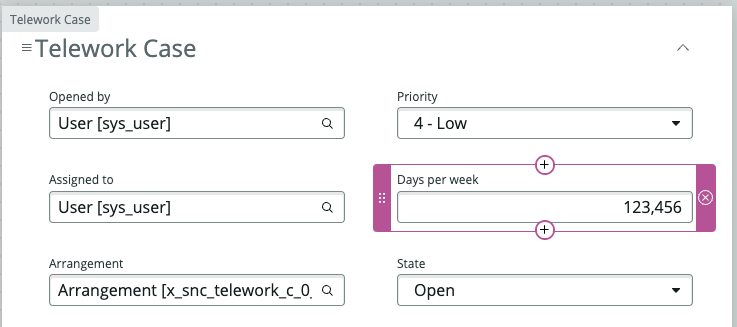 Telework Case
Telework Case
Opened by
User [sys_user]
Priority
4 - Low
Assigned to
User [sys_user]
Days per week
123,456
Arrangement
Arrangement [x_snc_telework_c_0_
State
Open